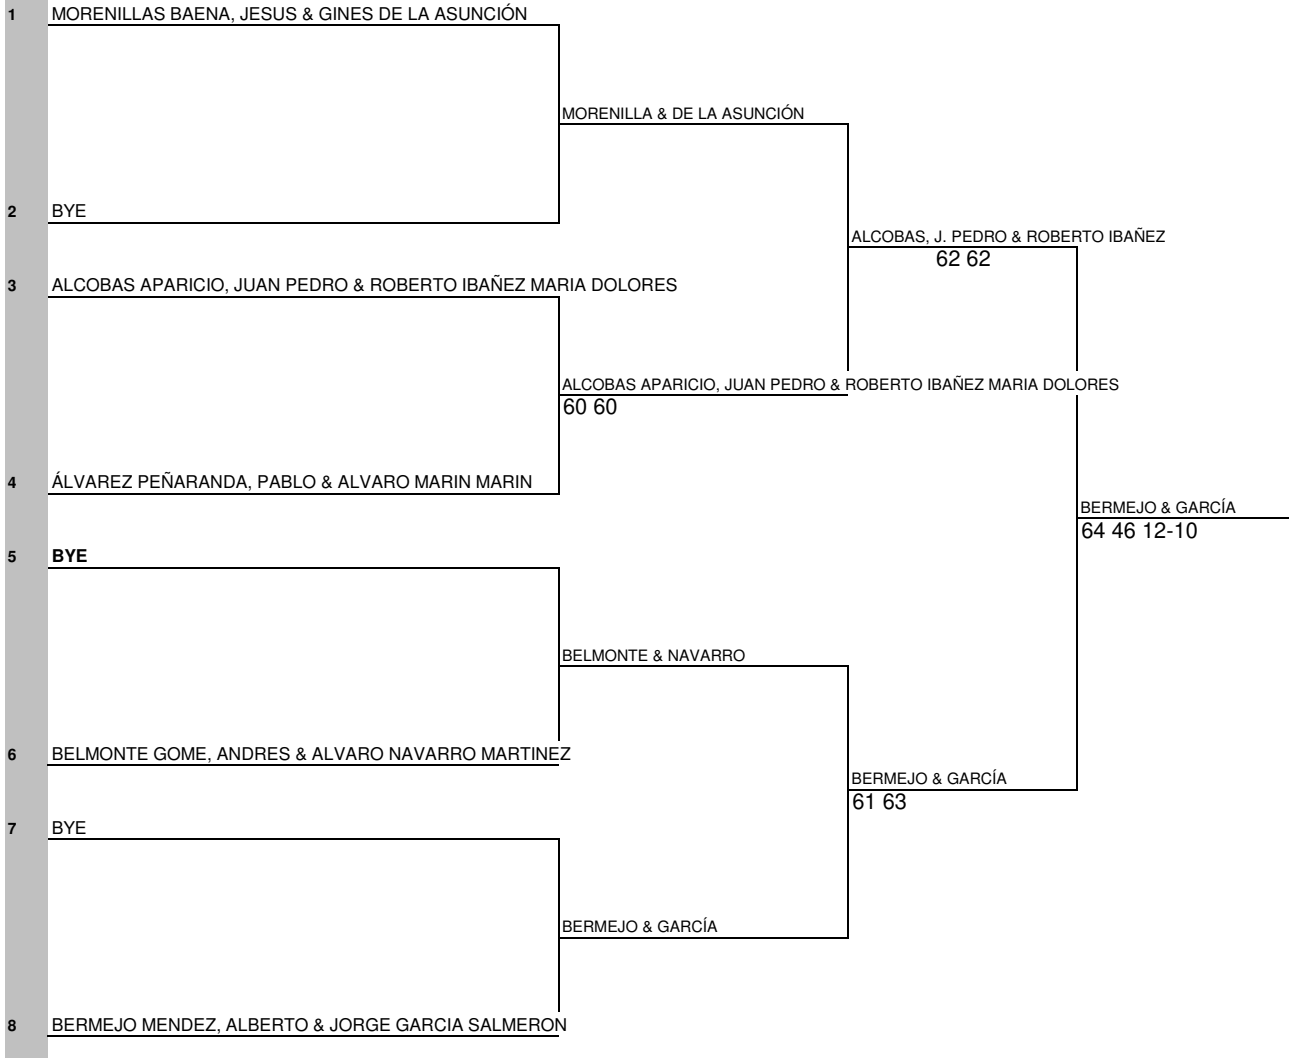 1 MORENILLAS BAENA, JESUS & GINES DE LA ASUNCIÓN
MORENILLA & DE LA ASUNCIÓN
2 BYE
ALCOBAS, J. PEDRO & ROBERTO IBAÑEZ
62 62
3 ALCOBAS APARICIO, JUAN PEDRO & ROBERTO IBAÑEZ MARIA DOLORES
ALCOBAS APARICIO, JUAN PEDRO & ROBERTO IBAÑEZ MARIA DOLORES
60 60
4 ÁLVAREZ PEÑARANDA, PABLO & ALVARO MARIN MARIN
BERMEJO & GARCÍA
64 46 12-10
5 BYE
BELMONTE & NAVARRO
6 BELMONTE GOME, ANDRES & ALVARO NAVARRO MARTINEZ
BERMEJO & GARCÍA
61 63
7 BYE
BERMEJO & GARCÍA
8 BERMEJO MENDEZ, ALBERTO & JORGE GARCIA SALMERON